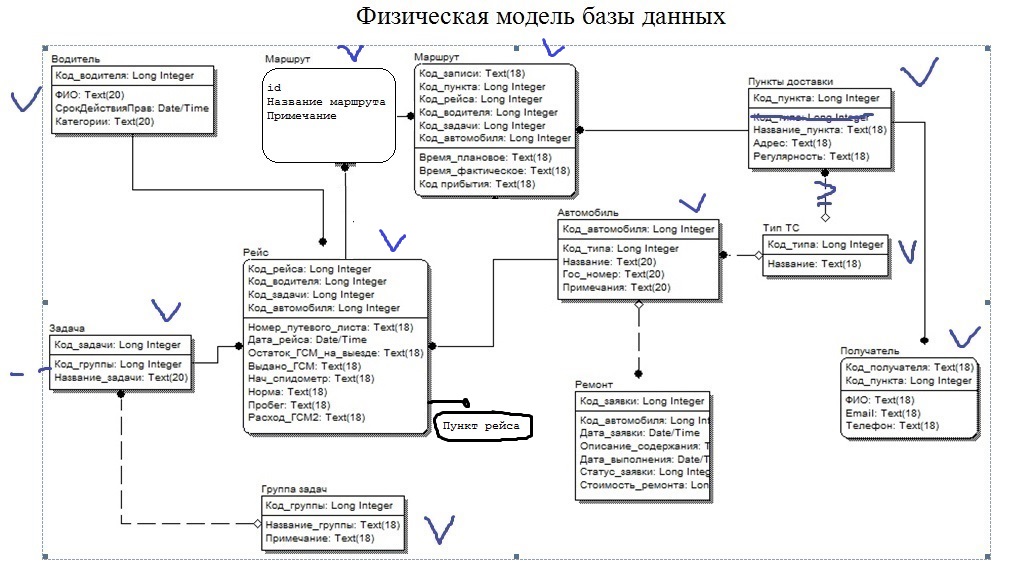 Физическая модель базы данных
Водитель
Код_водителя: Long Integer
ФИО: Text(20)
СрокДействияПрав: Date/Time
Категории: Text(20)
Маршрут
id
Название маршрута
Примечание
Маршрут
Код_записи: Text(18)
Код_пункта: Long Integer
Код_рейса: Long Integer
Код_водителя: Long Integer
Код_задачи: Long Integer
Код_автомобиля: Long Integer
Время_плановое: Text(18)
Время_фактическое: Text(18)
Код прибытия: Text(18)
Пункты доставки
Код_пункта: Long Integer
Код_типа: Long Integer
Название_пункта: Text(18)
Адрес: Text(18)
Регулярность: Text(18)
Автомобиль
Код_автомобиля: Long Integer
Код_типа: Long Integer
Название: Text(20)
Гос_номер: Text(20)
Примечания: Text(20)
Тип ТС
Код_типа: Long Integer
Название: Text(18)
Рейс
Код_рейса: Long Integer
Код_водителя: Long Integer
Код_задачи: Long Integer
Код_автомобиля: Long Integer
Номер_путевого_листа: Text(18)
Дата_рейса: Date/Time
Остаток_ГСМ_на_выезде: Text(18)
Выдано_ГСМ: Text(18)
Нач_спидометр: Text(18)
Норма: Text(18)
Пробег: Text(18)
Расход_ГСМ2: Text(18)
Пункт рейса
Задача
Код_задачи: Long Integer
Код_группы: Long Integer
Название_задачи: Text(20)
Получатель
Код_получателя: Text(18)
Код_пункта: Long Integer
ФИО: Text(18)
Email: Text(18)
Телефон: Text(18)
Ремонт
Код_заявки: Long Integer
Код_автомобиля: Long Int
Дата_заявки: Date/Time
Описание_содержания: T
Дата_выполнения: Date/T
Статус_заявки: Long Integ
Стоимость_ремонта: Lon
Группа задач
Код_группы: Long Integer
Название_группы: Text(18)
Примечание: Text(18)